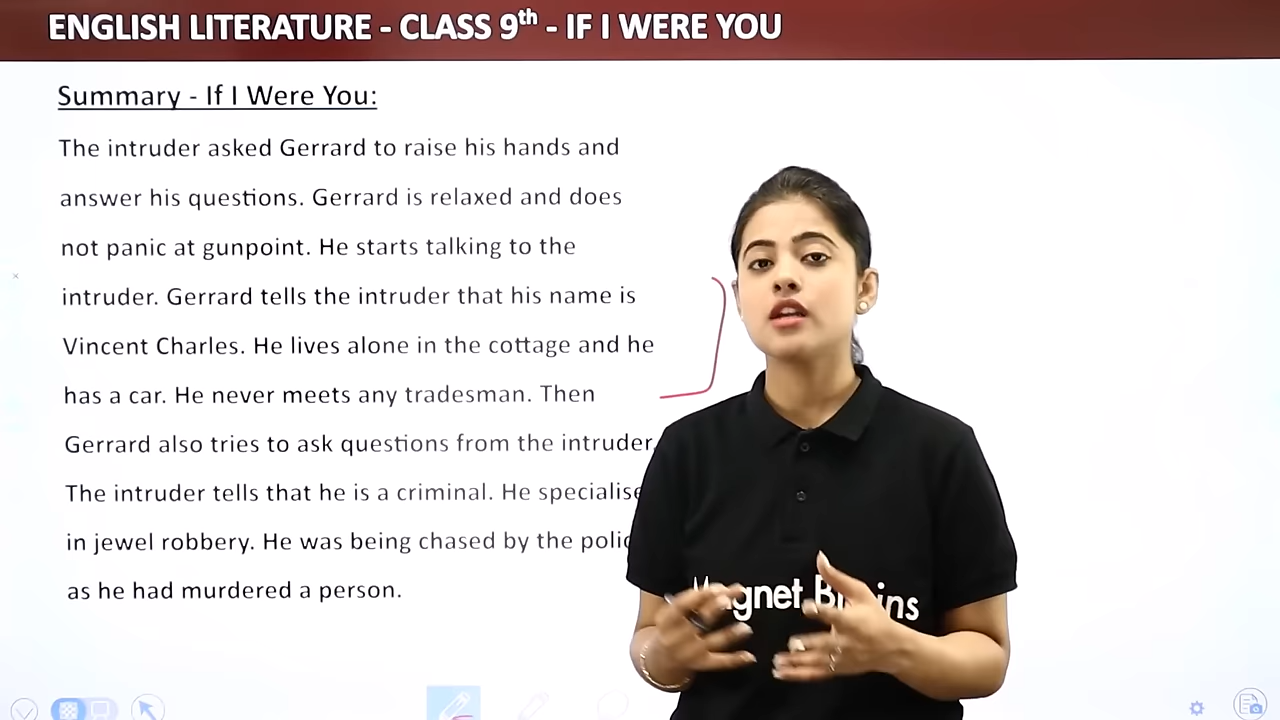 ENGLISH LITERATURE - CLASS 9th - IF I WERE YOU
Summary - If I Were You:
The intruder asked Gerrard to raise his hands and
answer his questions. Gerrard is relaxed and does
not panic at gunpoint. He starts talking to the
intruder. Gerrard tells the intruder that his name is
Vincent Charles. He lives alone in the cottage and he
has a car. He never meets any tradesman. Then
Gerrard also tries to ask questions from the intruder.
The intruder tells that he is a criminal. He specialise
in jewel robbery. He was being chased by the polic
as he had murdered a person.